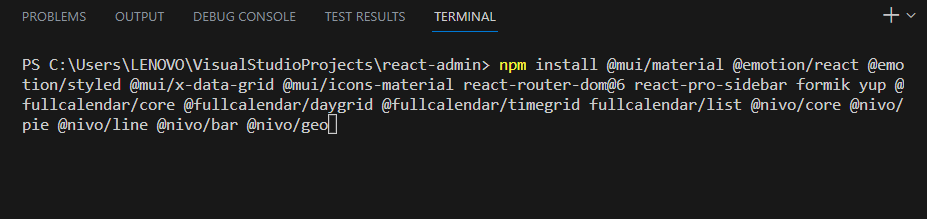 PROBLEMS OUTPUT DEBUG CONSOLE TEST RESULTS TERMINAL
PS C:\Users\LENOVO\VisualStudioProjects\react-admin> npm install @mui/material @emotion/react @emo
tion/styled @mui/x-data-grid @mui/icons-material react-router-dom@6 react-pro-sidebar formik yup @
fullcalendar/core @fullcalendar/daygrid @fullcalendar/timegrid fullcalendar/list @nivo/core @nivo/
pie @nivo/line @nivo/bar @nivo/geo